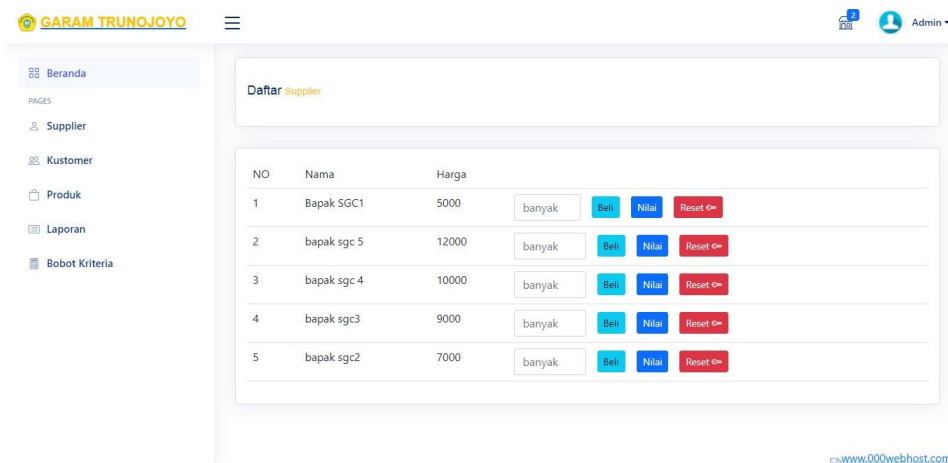 GARAM TRUNOJOYO
2
Admin
Beranda
PAGES
Supplier
Kustomer
Produk
Laporan
Bobot Kriteria
Daftar Supplier
NO Nama Harga
1 Bapak SGC1 5000 banyak Beli Nilai Reset
2 bapak sgc 5 12000 banyak Beli Nilai Reset
3 bapak sgc 4 10000 banyak Beli Nilai Reset
4 bapak sgc3 9000 banyak Beli Nilai Reset
5 bapak sgc2 7000 banyak Beli Nilai Reset
www.000webhost.com